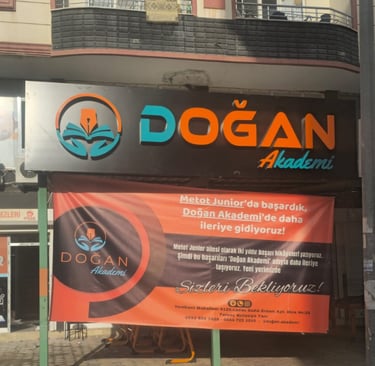 DOĞAN
Akademi
Metot Junior'da başardık,
Doğan Akademi'de daha
ileriye gidiyoruz!
Metot Junior ailesi olarak iki yıldır başarı hikayemizi yazıyoruz.
Şimdi bu başarıları "Doğan Akademi" adıyla daha ileriye
taşıyoruz. Yeni yerimizde
DOĞAN
Akademi
Sizleri Bekliyoruz!